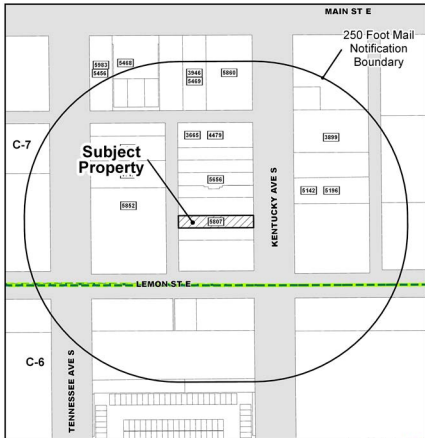 MAIN ST E
250 Foot Mail
Notification
Boundary
5983
5468
5456
3946
5860
5469
C-7
3665
4479
3899
Subject
Property
5656
5142
5196
5852
5807
KENTUCKY AVE S
LEMON ST E
C-6
TENNESSEE AVE S